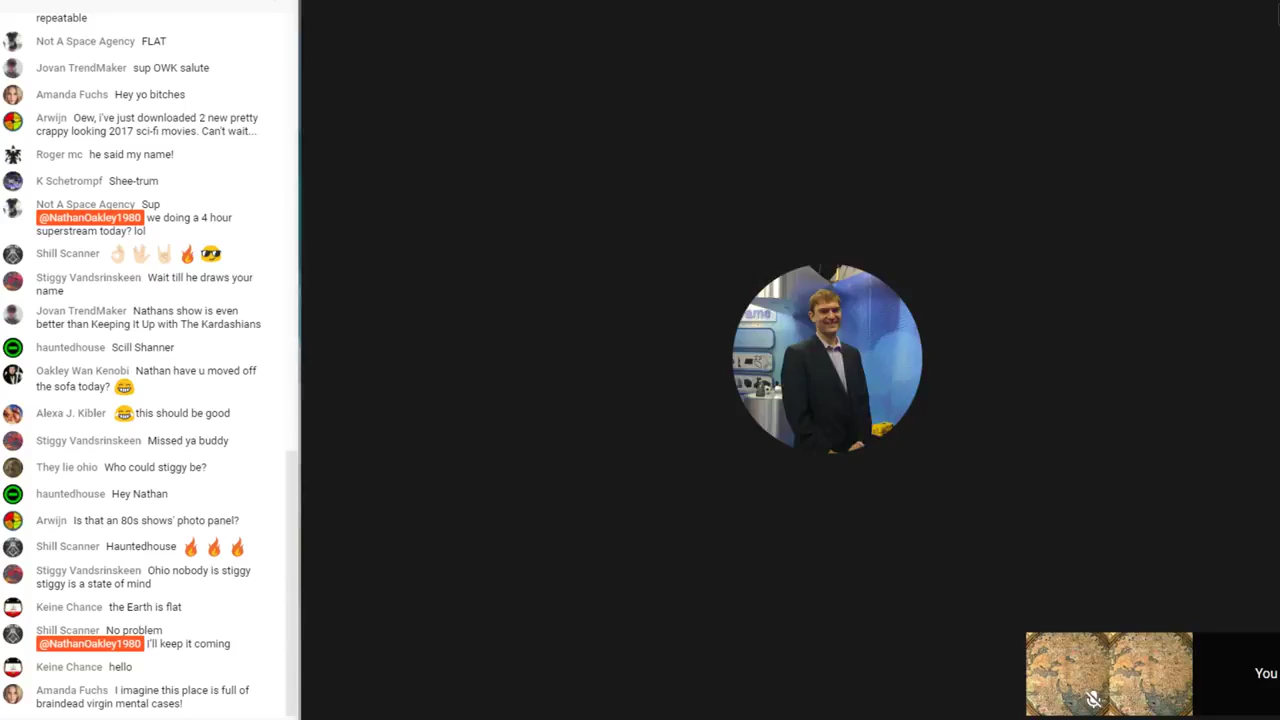 repeatable
Not A Space Agency FLAT
Jovan TrendMaker sup OWK salute
Amanda Fuchs Hey yo bitches
Arwijn Oew, i've just downloaded 2 new pretty
crappy looking 2017 sci-fi movies. Can't wait...
Roger mc he said my name!
K Schetrompf Shee-trum
Not A Space Agency Sup
@NathanOakley1980 we doing a 4 hour
superstream today? lol
Shill Scanner 👌🏻🖖🏻🤘🏻🔥😎
Stiggy Vandsrinskeen Wait till he draws your
name
Jovan TrendMaker Nathans show is even
better than Keeping It Up with The Kardashians
hauntedhouse Scill Shanner
Oakley Wan Kenobi Nathan have u moved off
the sofa today? 😂
Alexa J. Kibler 😂 this should be good
Stiggy Vandsrinskeen Missed ya buddy
They lie ohio Who could stiggy be?
hauntedhouse Hey Nathan
Arwijn Is that an 80s shows' photo panel?
Shill Scanner Hauntedhouse 🔥🔥🔥
Stiggy Vandsrinskeen Ohio nobody is stiggy
stiggy is a state of mind
Keine Chance the Earth is flat
Shill Scanner No problem
@NathanOakley1980 I'll keep it coming
Keine Chance hello
Amanda Fuchs I imagine this place is full of
braindead virgin mental cases!
ame
You